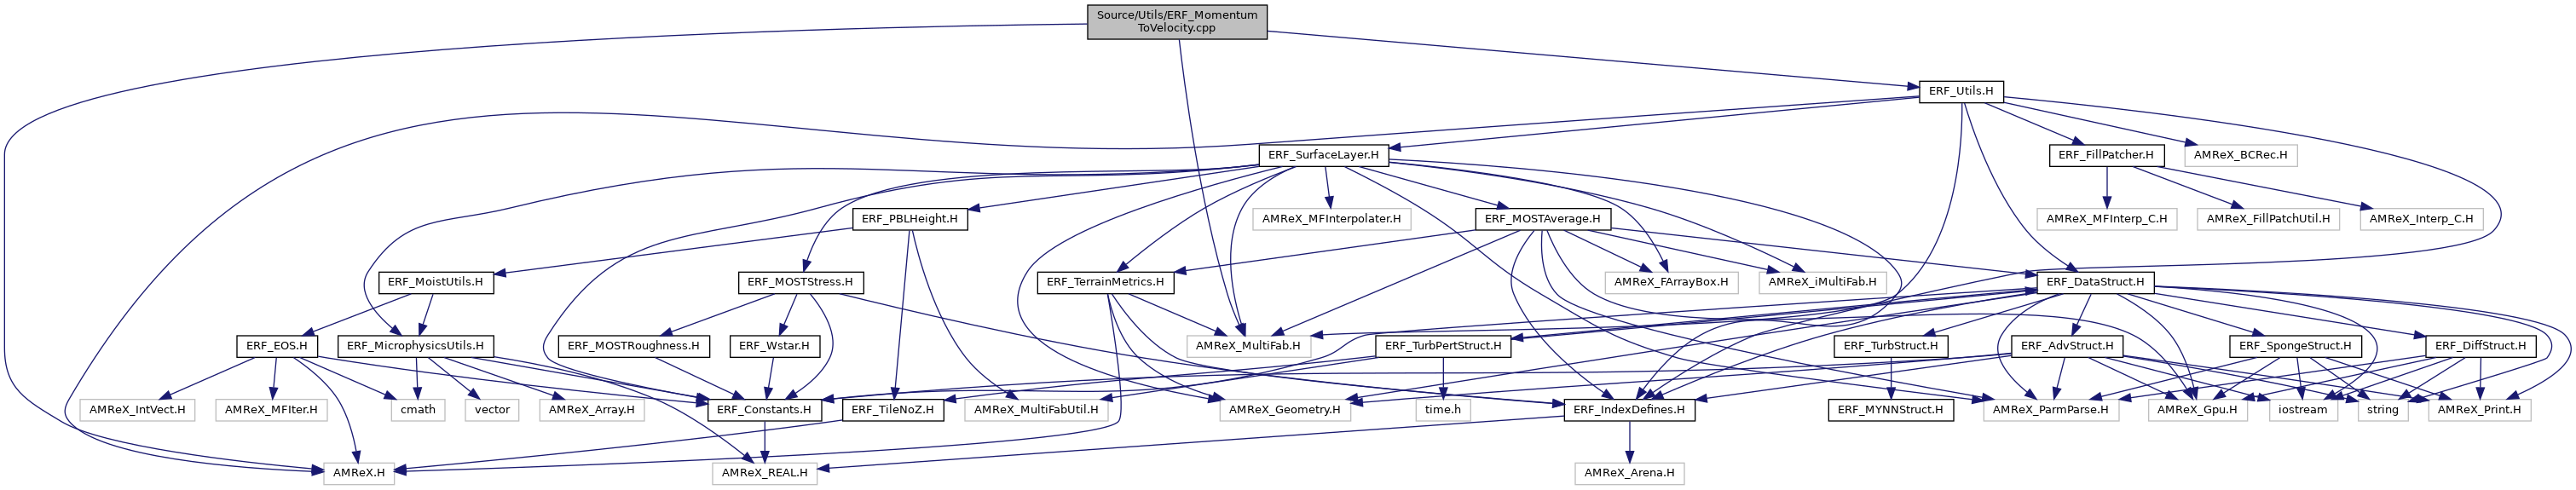 Source/Utils/ERF_Momentum
ToVelocity.cpp
ERF_Utils.H
ERF_SurfaceLayer.H
ERF_FillPatcher.H
AMReX_BCRec.H
ERF_PBLHeight.H
AMReX_MFInterpolater.H
ERF_MOSTAverage.H
AMReX_MFInterp_C.H
AMReX_FillPatchUtil.H
AMReX_Interp_C.H
ERF_MoistUtils.H
ERF_MOSTStress.H
ERF_TerrainMetrics.H
AMReX_FArrayBox.H
AMReX_iMultiFab.H
ERF_DataStruct.H
ERF_EOS.H
ERF_MicrophysicsUtils.H
ERF_MOSTRoughness.H
ERF_Wstar.H
AMReX_MultiFab.H
ERF_TurbPertStruct.H
ERF_TurbStruct.H
ERF_AdvStruct.H
ERF_SpongeStruct.H
ERF_DiffStruct.H
AMReX_IntVect.H
AMReX_MFIter.H
cmath
vector
AMReX_Array.H
ERF_Constants.H
ERF_TileNoZ.H
AMReX_MultiFabUtil.H
AMReX_Geometry.H
time.h
ERF_IndexDefines.H
ERF_MYNNStruct.H
AMReX_ParmParse.H
AMReX_Gpu.H
iostream
string
AMReX_Print.H
AMReX.H
AMReX_REAL.H
AMReX_Arena.H